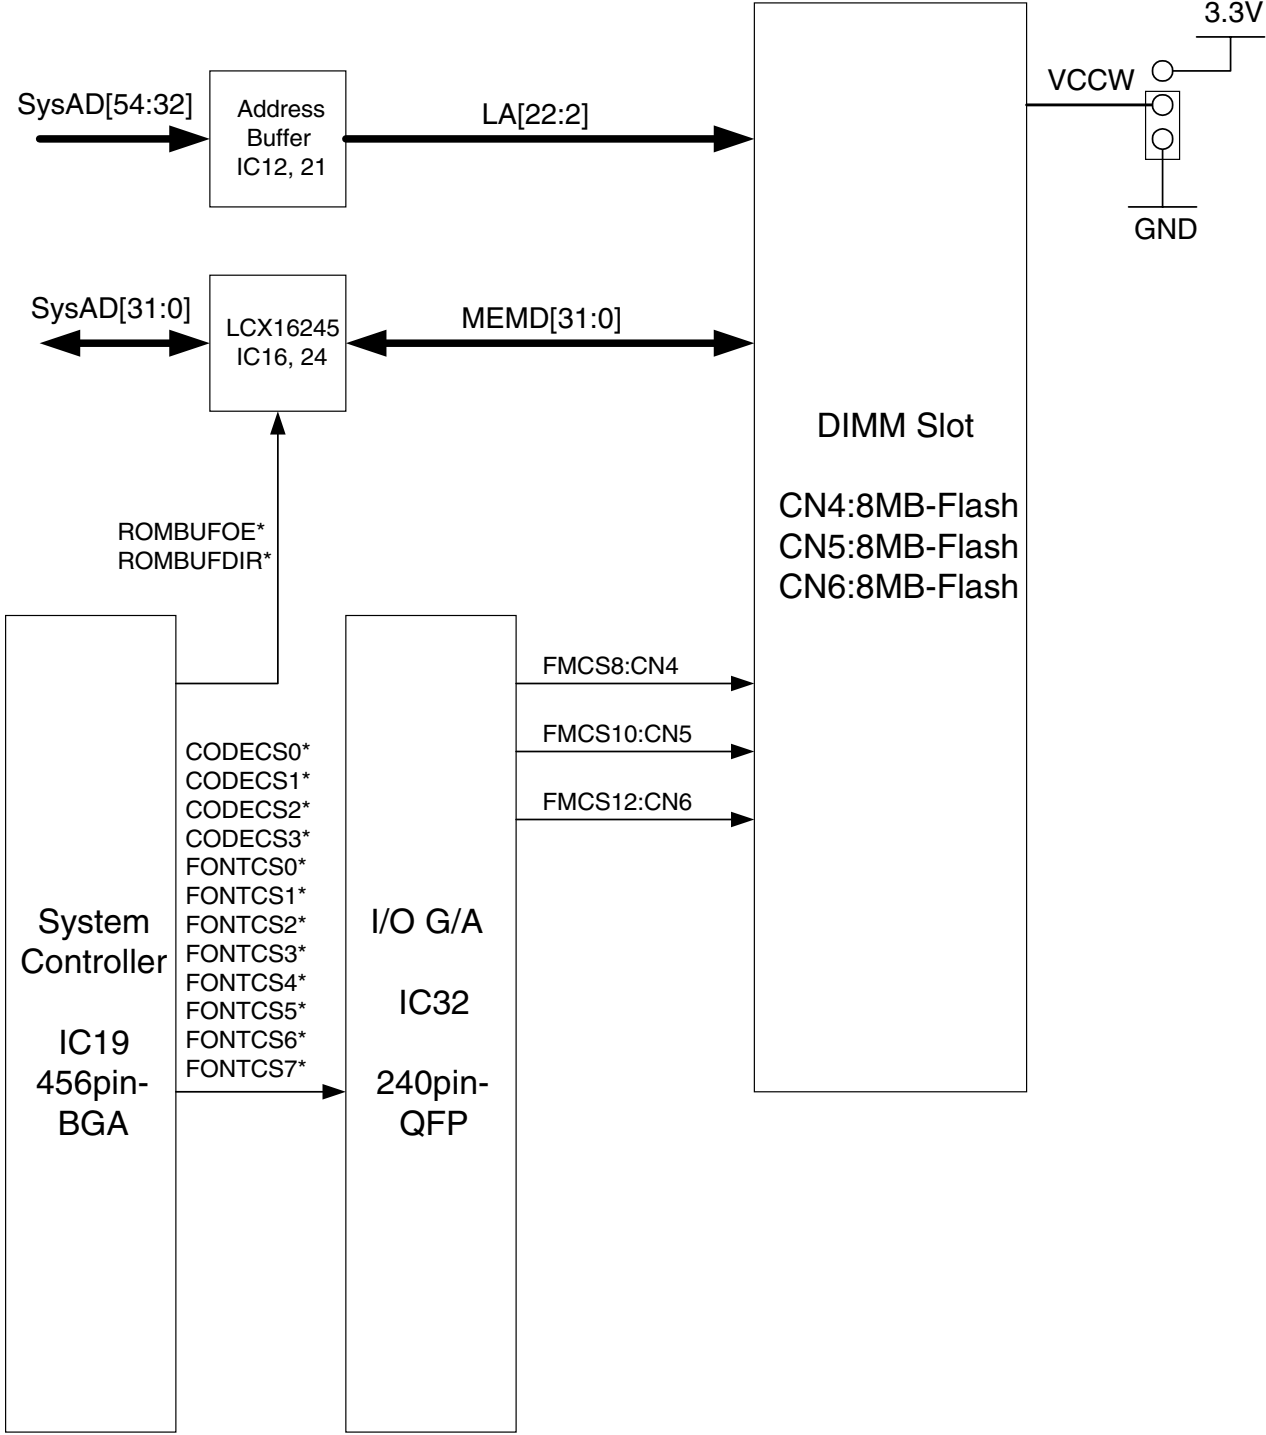 3.3V
VCCW
GND
SysAD[54:32]
Address
Buffer
IC12, 21
LA[22:2]
SysAD[31:0]
LCX16245
IC16, 24
MEMD[31:0]
DIMM Slot
CN4:8MB-Flash
CN5:8MB-Flash
CN6:8MB-Flash
ROMBUFOE*
ROMBUFDIR*
FMCS8:CN4
FMCS10:CN5
FMCS12:CN6
CODECS0*
CODECS1*
CODECS2*
CODECS3*
FONTCS0*
FONTCS1*
FONTCS2*
FONTCS3*
FONTCS4*
FONTCS5*
FONTCS6*
FONTCS7*
System
Controller
IC19
456pin-
BGA
I/O G/A
IC32
240pin-
QFP